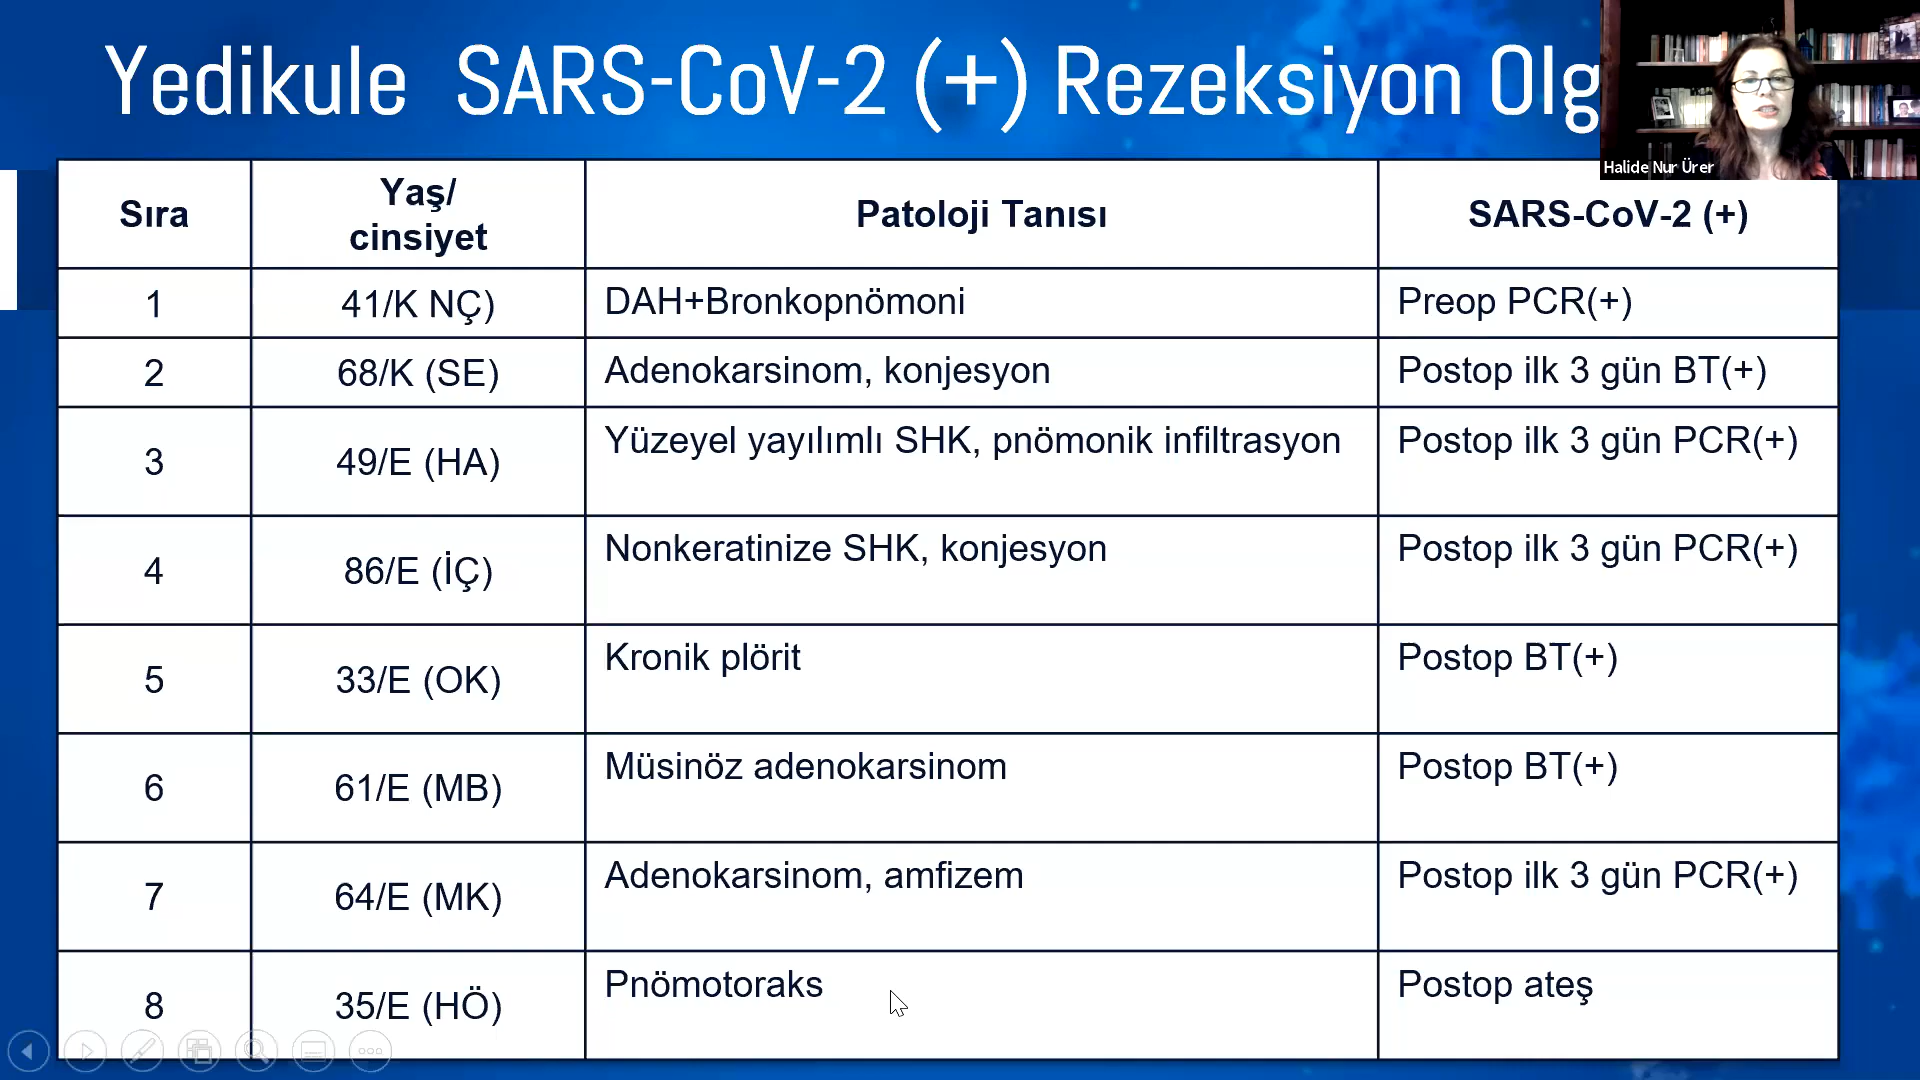 Yedikule SARS-CoV-2 (+) Rezeksiyon Olg
Halide Nur Ürer
Sıra
Yaş/
cinsiyet
Patoloji Tanısı
SARS-CoV-2 (+)
1
41/K NÇ)
DAH+Bronkopnömoni
Preop PCR(+)
2
68/K (SE)
Adenokarsinom, konjesyon
Postop ilk 3 gün BT(+)
3
49/E (HA)
Yüzeyel yayılımlı SHK, pnömonik infiltrasyon
Postop ilk 3 gün PCR(+)
4
86/E (İÇ)
Nonkeratinize SHK, konjesyon
Postop ilk 3 gün PCR(+)
5
33/E (OK)
Kronik plörit
Postop BT(+)
6
61/E (MB)
Müsinöz adenokarsinom
Postop BT(+)
7
64/E (MK)
Adenokarsinom, amfizem
Postop ilk 3 gün PCR(+)
8
35/E (HÖ)
Pnömotoraks
Postop ateş